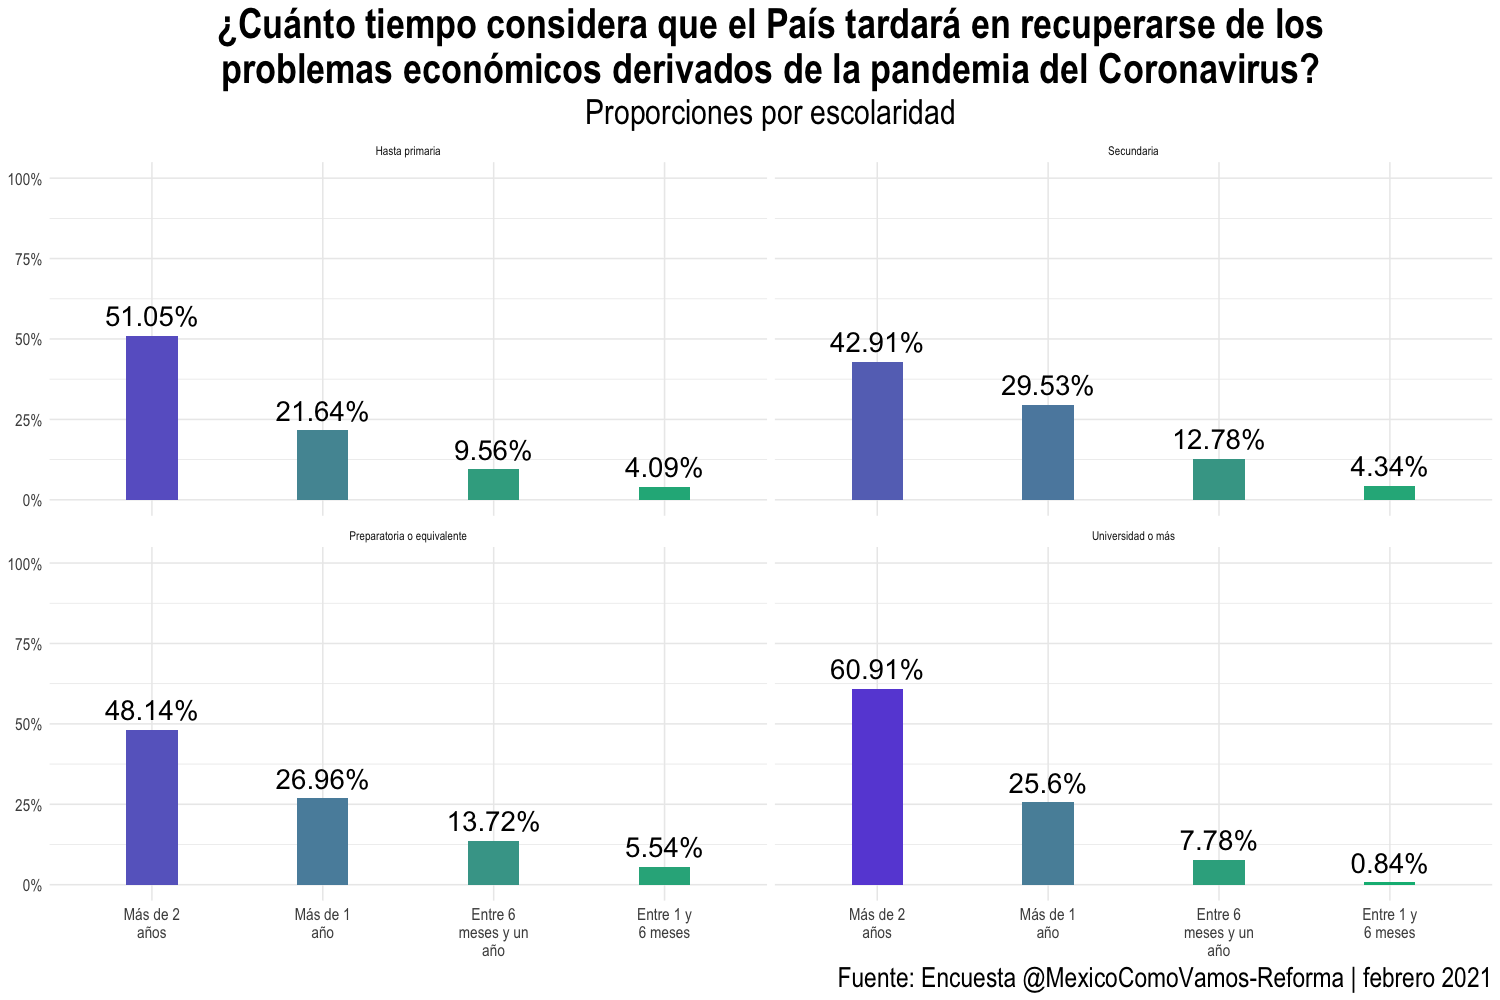 ¿Cuánto tiempo considera que el País tardará en recuperarse de los
problemas económicos derivados de la pandemia del Coronavirus?
Proporciones por escolaridad
Hasta primaria
100%
75%
50%
25%
0%
51.05%
21.64%
9.56%
4.09%
Secundaria
42.91%
29.53%
12.78%
4.34%
Preparatoria o equivalente
100%
75%
50%
25%
0%
48.14%
26.96%
13.72%
5.54%
Más de 2
años
Más de 1
año
Entre 6
meses y un
año
Entre 1 y
6 meses
Universidad o más
60.91%
25.6%
7.78%
0.84%
Más de 2
años
Más de 1
año
Entre 6
meses y un
año
Entre 1 y
6 meses
Fuente: Encuesta @MexicoComoVamos-Reforma | febrero 2021